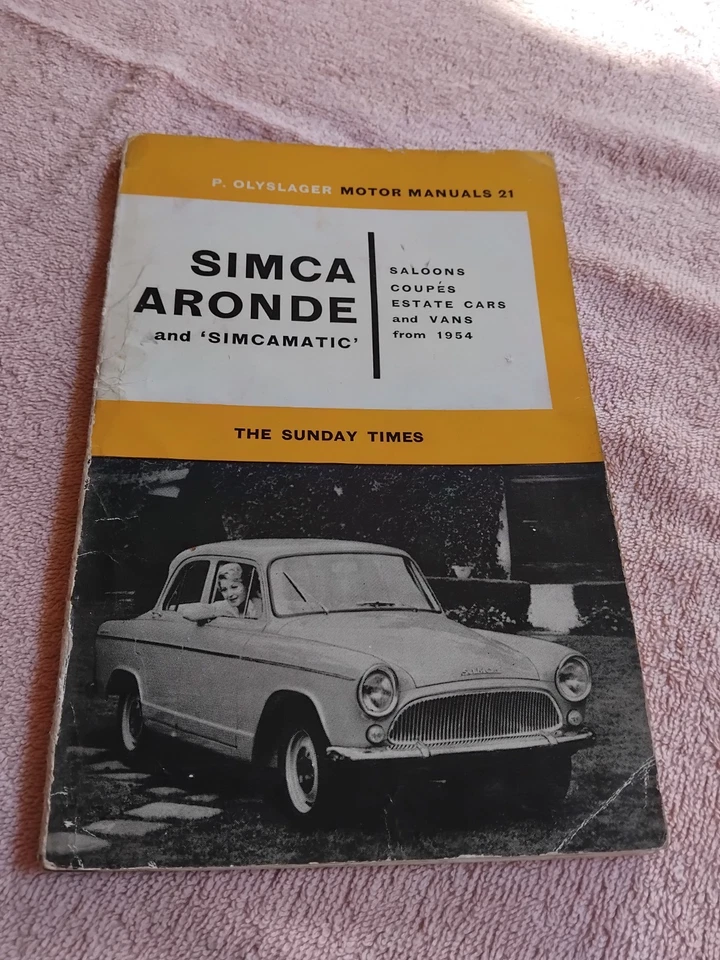 P. OLYSLAGER MOTOR MANUALS 21
SIMCA
ARONDE
and ‘SIMCAMATIC’
SALOONS
COUPÉS
ESTATE CARS
and VANS
from 1954
THE SUNDAY TIMES
SIMCA